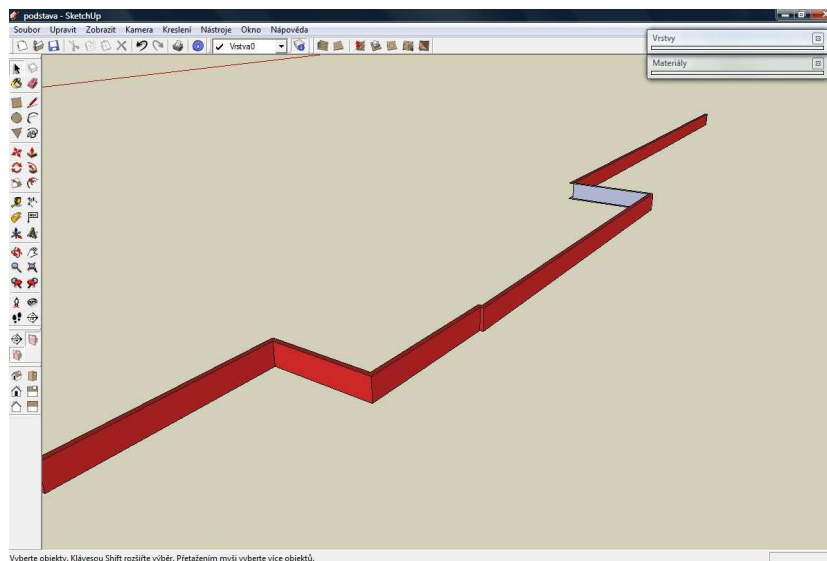 podstava - SketchUp
Soubor Upravit Zobrazit Kamera Kreslení Nástroje Okno Nápověda
Vrstva0
Vrstvy
Materiály
Vyberte objekty. Klávesou Shift rozšiřte výběr. Přetažením myši vyberte více objektů.